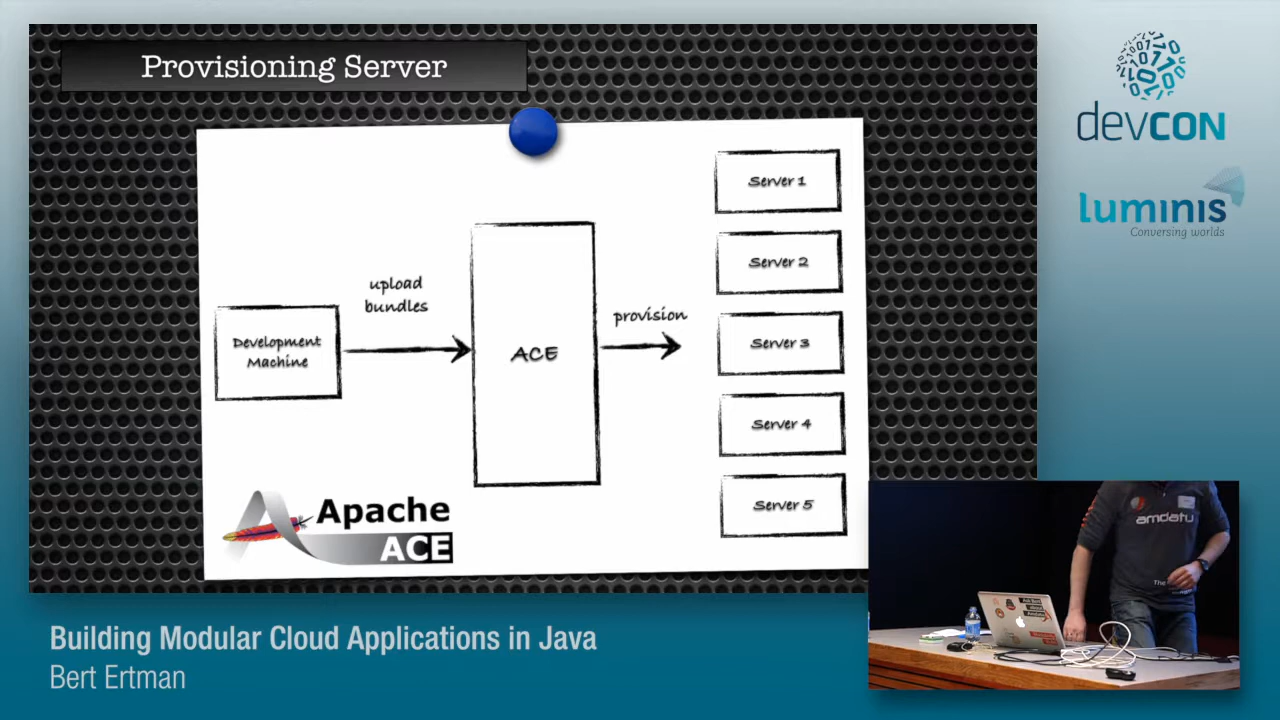 Provisioning Server
Server 1
Server 2
Server 3
Server 4
Server 5
upload
bundles
provision
Development
Machine
ACE
Apache
ACE
devcon
luminis
Conversing worlds
amdatu
The
Building Modular Cloud Applications in Java
Bert Ertman